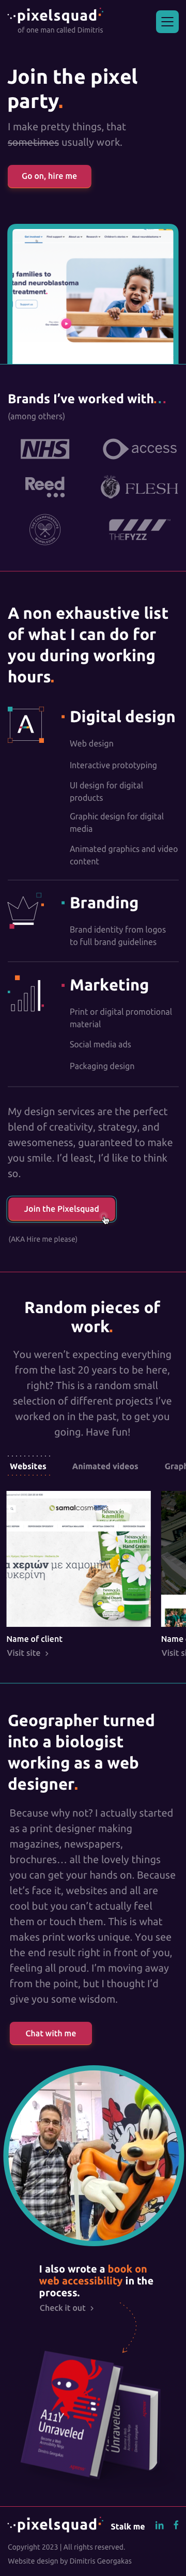 pixelsquad
of one man called Dimitris
Join the pixel
party.
I make pretty things, that
sometimes usually work.
Go on, hire me
g families to
and neuroblastoma
treatment.
Brands I've worked with...
(among others)
NHS
access
Reed
FLESH
THEFYZZ
A non exhaustive list
of what I can do for
you during working
hours.
A
Digital design
Web design
Interactive prototyping
UI design for digital
products
Graphic design for digital
media
Animated graphics and video
content
Branding
Brand identity from logos
to full brand guidelines
Marketing
Print or digital promotional
material
Social media ads
Packaging design
My design services are the perfect
blend of creativity, strategy, and
awesomeness, guaranteed to make
you smile. I'd least, I'd like to think
so.
Join the Pixelsquad
(AKA Hire me please)
Random pieces of
work.
You weren't expecting everything
from the last 20 years to be here,
right? This is a random small
selection of different projects I've
worked on in the past, to get you
going. Have fun!
Websites
Animated videos
Graph
samalcosmetics
α χεριών με χαμομήλι
γυκερίνη
Name of client
Visit site
Name
Visit si
Geographer turned
into a biologist
working as a web
designer.
Because why not? I actually started
as a print designer making
magazines, newspapers,
brochures… all the lovely things
you can get your hands on. Because
let's face it, websites and all are
cool but you can't actually feel
them or touch them. This is what
makes print works unique. You see
the end result right in front of you,
feeling all proud. I'm moving away
from the point, but I thought I'd
give you some wisdom.
Chat with me
I also wrote a book on
web accessibility in the
process.
Check it out
A11Y
Unraveled
pixelsquad
Stalk me
Copyright 2023 | All rights reserved.
Website design by Dimitris Georgakas